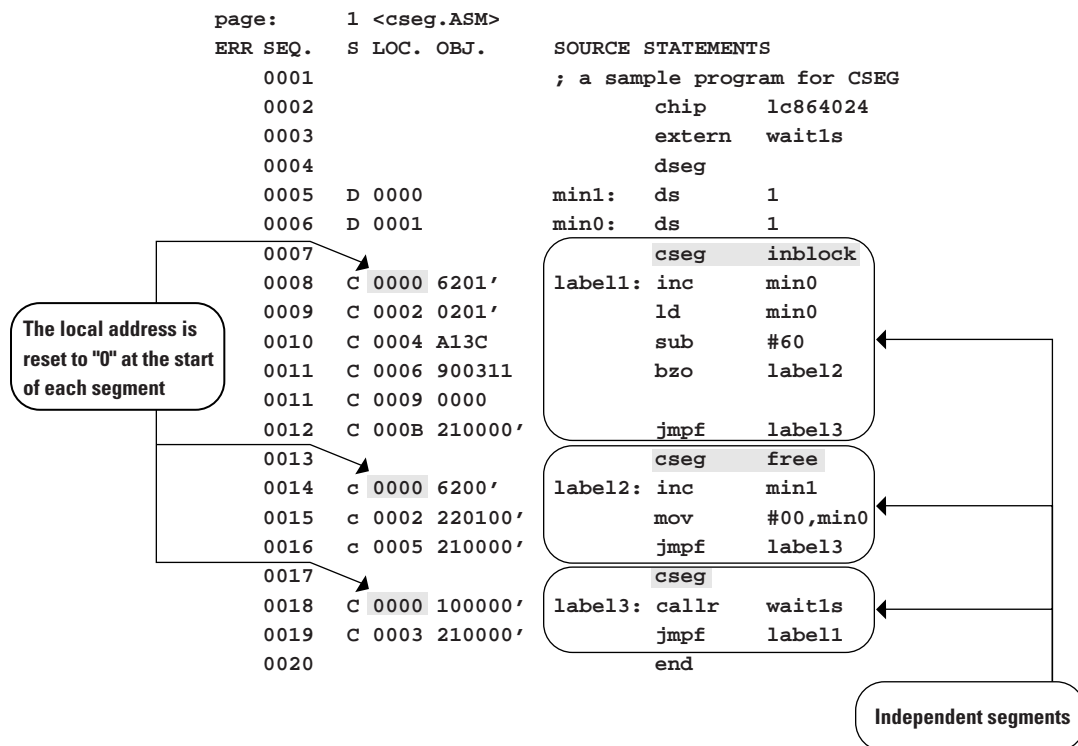 page: 1 <cseg.ASM>
ERR SEQ. S LOC. OBJ. SOURCE STATEMENTS
0001 ; a sample program for CSEG
0002 chip lc864024
0003 extern wait1s
0004 dseg
0005 D 0000 min1: ds 1
0006 D 0001 min0: ds 1
0007 cseg inblock
0008 C 0000 6201′ label1: inc min0
0009 C 0002 0201′ ld min0
0010 C 0004 A13C sub #60
0011 C 0006 900311 bzo label2
0011 C 0009 0000
0012 C 000B 210000′ jmpf label3
0013 cseg free
0014 c 0000 6200′ label2: inc min1
0015 c 0002 220100′ mov #00,min0
0016 c 0005 210000′ jmpf label3
0017 cseg
0018 C 0000 100000′ label3: callr wait1s
0019 C 0003 210000′ jmpf label1
0020 end
The local address is
reset to "0" at the start
of each segment
Independent segments